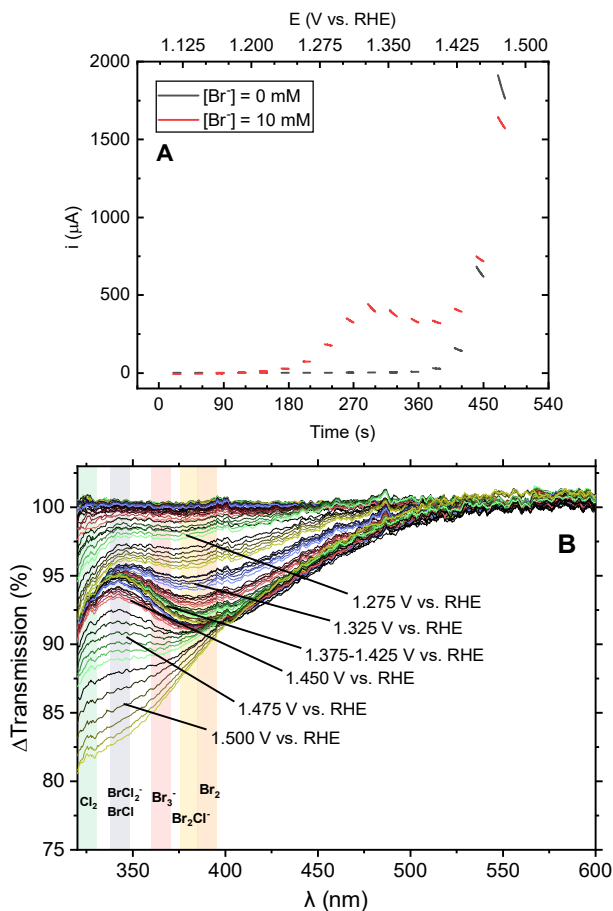 E (V vs. RHE)
1.125 1.200 1.275 1.350 1.425 1.500
2000
1500
1000
500
0
i (μA)
[Br⁻] = 0 mM
[Br⁻] = 10 mM
A
0 90 180 270 360 450 540
Time (s)
B
100
95
90
85
80
75
ΔTransmission (%)
1.275 V vs. RHE
1.325 V vs. RHE
1.375-1.425 V vs. RHE
1.450 V vs. RHE
1.475 V vs. RHE
1.500 V vs. RHE
Cl₂
BrCl₂⁻
BrCl
Br₃⁻
Br₂Cl⁻
Br₂
350 400 450 500 550 600
λ (nm)